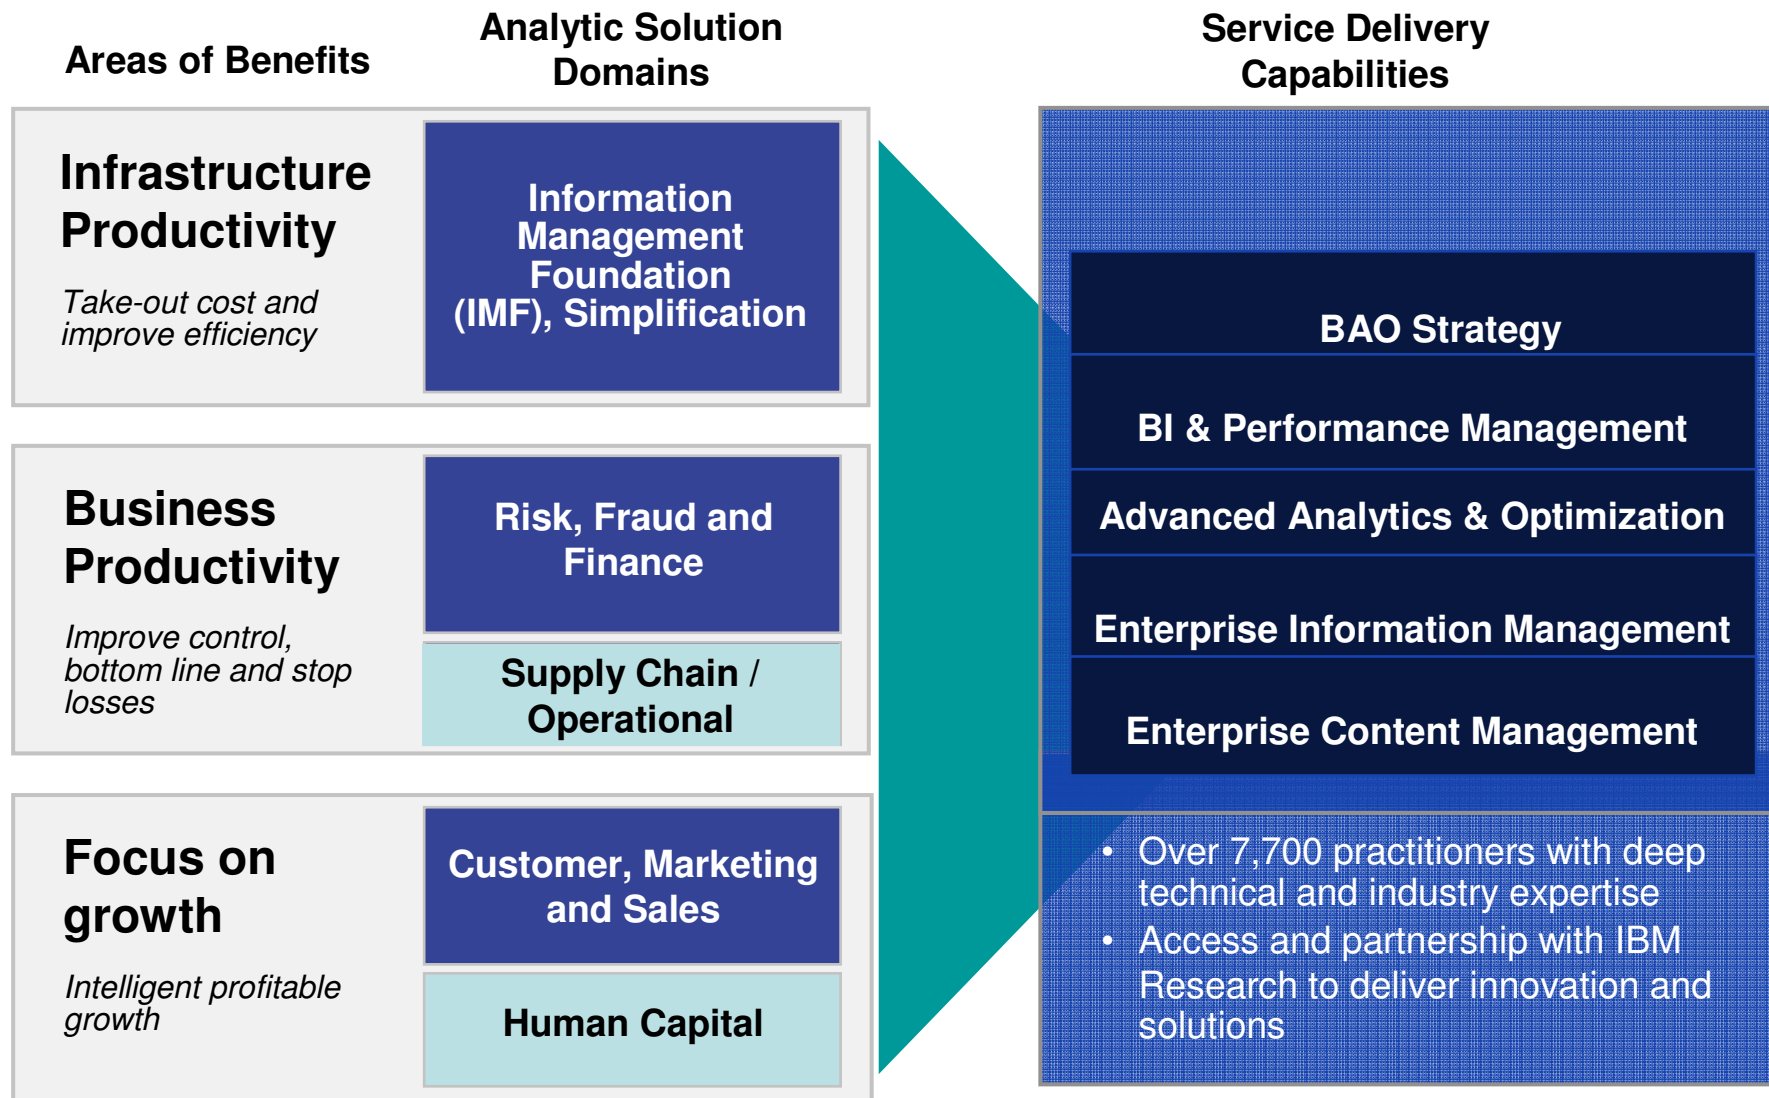 Areas of Benefits
Analytic Solution
Domains
Service Delivery
Capabilities
Infrastructure
Productivity
Take-out cost and
improve efficiency
Information
Management
Foundation
(IMF), Simplification
Business
Productivity
Improve control,
bottom line and stop
losses
Risk, Fraud and
Finance
Supply Chain /
Operational
Focus on
growth
Intelligent profitable
growth
Customer, Marketing
and Sales
Human Capital
BAO Strategy
BI & Performance Management
Advanced Analytics & Optimization
Enterprise Information Management
Enterprise Content Management
• Over 7,700 practitioners with deep
technical and industry expertise
• Access and partnership with IBM
Research to deliver innovation and
solutions